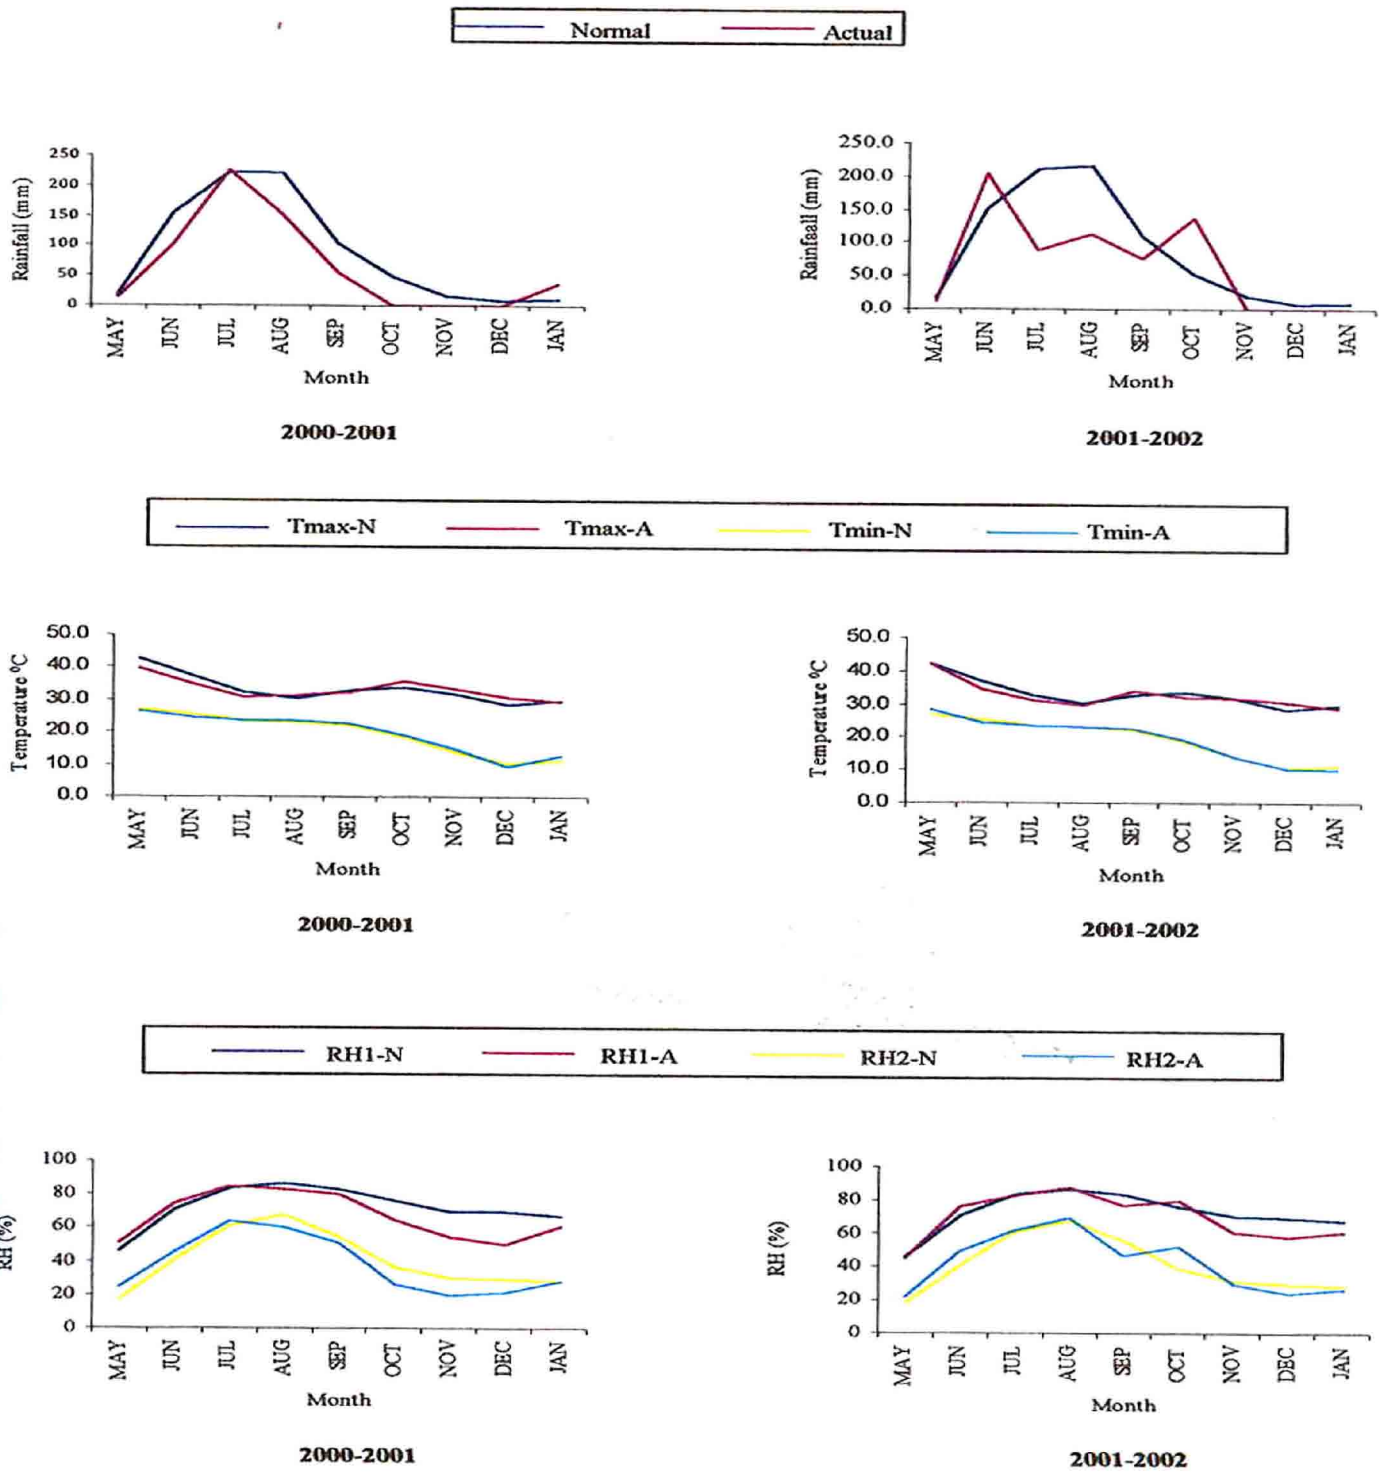 Normal Actual
250
200
150
100
50
0
Rainfall (mm)
MAY JUN JUL AUG SEP OCT NOV DEC JAN
Month
2000-2001
250.0
200.0
150.0
100.0
50.0
0.0
Rainfaall (mm)
MAY JUN JUL AUG SEP OCT NOV DEC JAN
Month
2001-2002
Tmax-N Tmax-A Tmin-N Tmin-A
50.0
40.0
30.0
20.0
10.0
0.0
Temperature ⁰C
MAY JUN JUL AUG SEP OCT NOV DEC JAN
Month
2000-2001
50.0
40.0
30.0
20.0
10.0
0.0
Temperature ⁰C
MAY JUN JUL AUG SEP OCT NOV DEC JAN
Month
2001-2002
RH1-N RH1-A RH2-N RH2-A
100
80
60
40
20
0
RH (%)
MAY JUN JUL AUG SEP OCT NOV DEC JAN
Month
2000-2001
100
80
60
40
20
0
RH (%)
MAY JUN JUL AUG SEP OCT NOV DEC JAN
Month
2001-2002